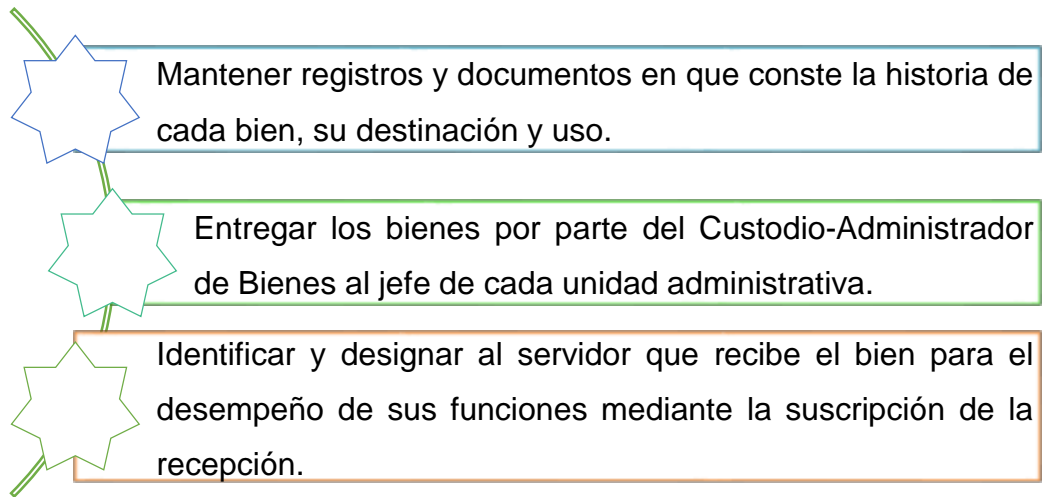 Mantener registros y documentos en que conste la historia de
cada bien, su destinación y uso.
Entregar los bienes por parte del Custodio-Administrador
de Bienes al jefe de cada unidad administrativa.
Identificar y designar al servidor que recibe el bien para el
desempeño de sus funciones mediante la suscripción de la
recepción.